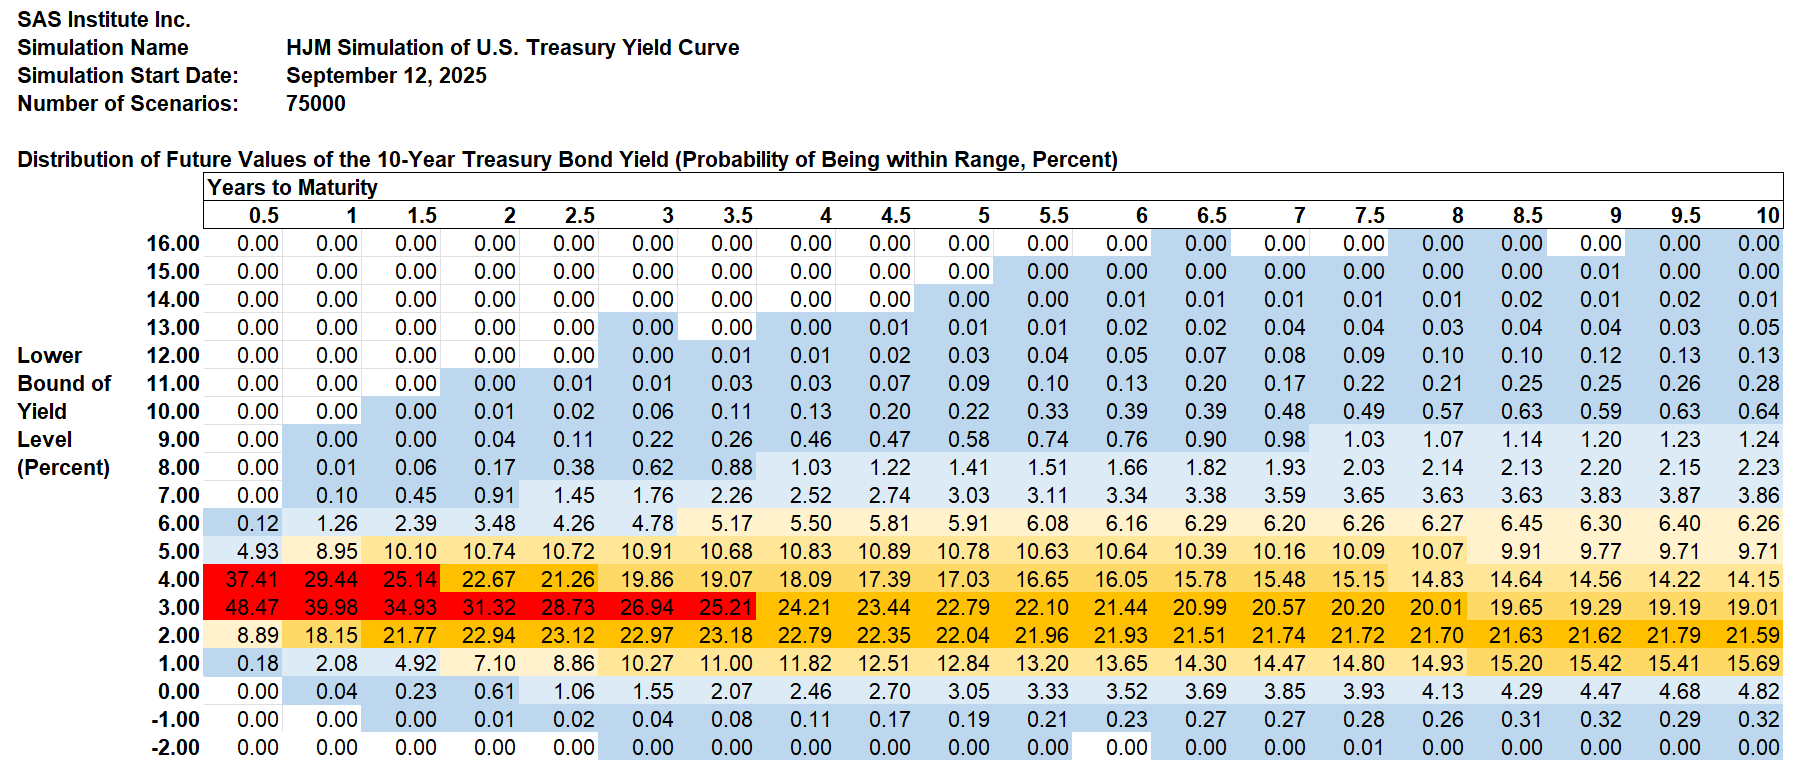 SAS Institute Inc.
Simulation Name HJM Simulation of U.S. Treasury Yield Curve
Simulation Start Date: September 12, 2025
Number of Scenarios: 75000
Distribution of Future Values of the 10-Year Treasury Bond Yield (Probability of Being within Range, Percent)
Years to Maturity
0.5 1 1.5 2 2.5 3 3.5 4 4.5 5 5.5 6 6.5 7 7.5 8 8.5 9 9.5 10
16.00 0.00 0.00 0.00 0.00 0.00 0.00 0.00 0.00 0.00 0.00 0.00 0.00 0.00 0.00 0.00 0.00 0.00 0.00 0.00 0.00
15.00 0.00 0.00 0.00 0.00 0.00 0.00 0.00 0.00 0.00 0.00 0.00 0.00 0.00 0.00 0.00 0.00 0.00 0.01 0.00 0.00
14.00 0.00 0.00 0.00 0.00 0.00 0.00 0.00 0.00 0.00 0.00 0.00 0.01 0.01 0.01 0.01 0.01 0.02 0.01 0.02 0.01
13.00 0.00 0.00 0.00 0.00 0.00 0.00 0.00 0.00 0.01 0.01 0.01 0.02 0.02 0.04 0.04 0.03 0.04 0.04 0.03 0.05
Lower 12.00 0.00 0.00 0.00 0.00 0.00 0.00 0.01 0.01 0.02 0.03 0.04 0.05 0.07 0.08 0.09 0.10 0.10 0.12 0.13 0.13
Bound of 11.00 0.00 0.00 0.00 0.00 0.01 0.01 0.03 0.03 0.07 0.09 0.10 0.13 0.20 0.17 0.22 0.21 0.25 0.25 0.26 0.28
Yield 10.00 0.00 0.00 0.00 0.01 0.02 0.06 0.11 0.13 0.20 0.22 0.33 0.39 0.39 0.48 0.49 0.57 0.63 0.59 0.63 0.64
Level 9.00 0.00 0.00 0.00 0.04 0.11 0.22 0.26 0.46 0.47 0.58 0.74 0.76 0.90 0.98 1.03 1.07 1.14 1.20 1.23 1.24
(Percent) 8.00 0.00 0.01 0.06 0.17 0.38 0.62 0.88 1.03 1.22 1.41 1.51 1.66 1.82 1.93 2.03 2.14 2.13 2.20 2.15 2.23
7.00 0.00 0.10 0.45 0.91 1.45 1.76 2.26 2.52 2.74 3.03 3.11 3.34 3.38 3.59 3.65 3.63 3.63 3.83 3.87 3.86
6.00 0.12 1.26 2.39 3.48 4.26 4.78 5.17 5.50 5.81 5.91 6.08 6.16 6.29 6.20 6.26 6.27 6.45 6.30 6.40 6.26
5.00 4.93 8.95 10.10 10.74 10.72 10.91 10.68 10.83 10.89 10.78 10.63 10.64 10.39 10.16 10.09 10.07 9.91 9.77 9.71 9.71
4.00 37.41 29.44 25.14 22.67 21.26 19.86 19.07 18.09 17.39 17.03 16.65 16.05 15.78 15.48 15.15 14.83 14.64 14.56 14.22 14.15
3.00 48.47 39.98 34.93 31.32 28.73 26.94 25.21 24.21 23.44 22.79 22.10 21.44 20.99 20.57 20.20 20.01 19.65 19.29 19.19 19.01
2.00 8.89 18.15 21.77 22.94 23.12 22.97 23.18 22.79 22.35 22.04 21.96 21.93 21.51 21.74 21.72 21.70 21.63 21.62 21.79 21.59
1.00 0.18 2.08 4.92 7.10 8.86 10.27 11.00 11.82 12.51 12.84 13.20 13.65 14.30 14.47 14.80 14.93 15.20 15.42 15.41 15.69
0.00 0.00 0.04 0.23 0.61 1.06 1.55 2.07 2.46 2.70 3.05 3.33 3.52 3.69 3.85 3.93 4.13 4.29 4.47 4.68 4.82
-1.00 0.00 0.00 0.00 0.01 0.02 0.04 0.08 0.11 0.17 0.19 0.21 0.23 0.27 0.27 0.28 0.26 0.31 0.32 0.29 0.32
-2.00 0.00 0.00 0.00 0.00 0.00 0.00 0.00 0.00 0.00 0.00 0.00 0.00 0.00 0.00 0.01 0.00 0.00 0.00 0.00 0.00